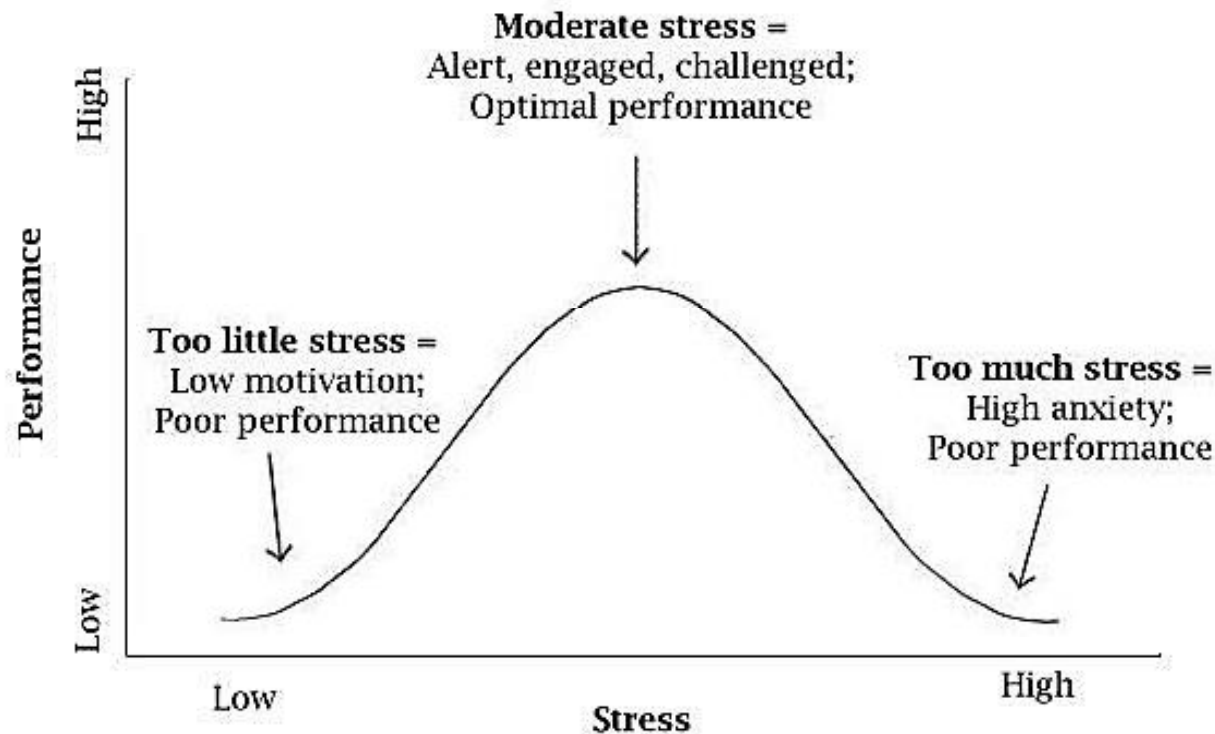 Moderate stress =
Alert, engaged, challenged;
Optimal performance
High
Performance
Low
Too little stress =
Low motivation;
Poor performance
Too much stress =
High anxiety;
Poor performance
Low
High
Stress